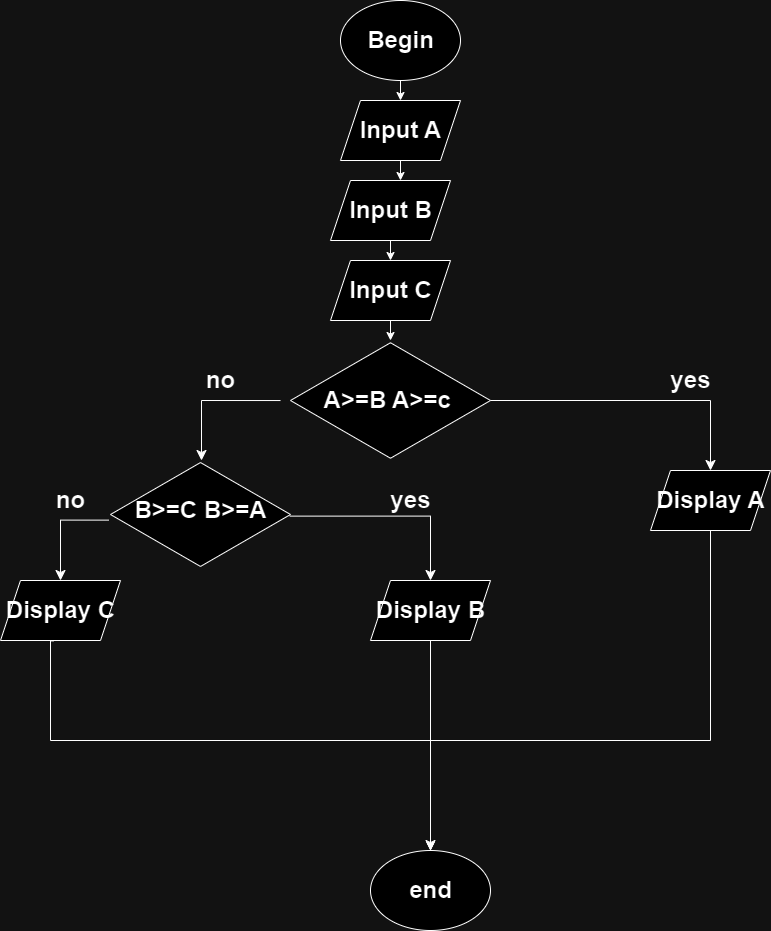 Begin
Input A
Input B
Input C
A>=B A>=c
no
yes
B>=C B>=A
no
yes
Display A
Display C
Display B
end